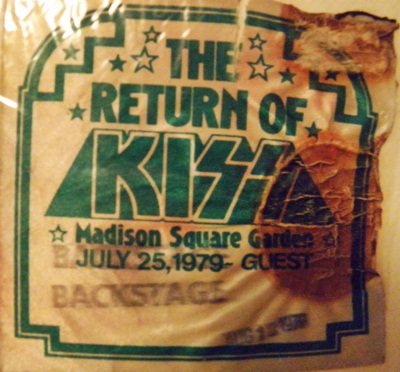 THE
RETURN OF
KISS
Madison Square Garden
JULY 25, 1979- GUEST
BACKSTAGE